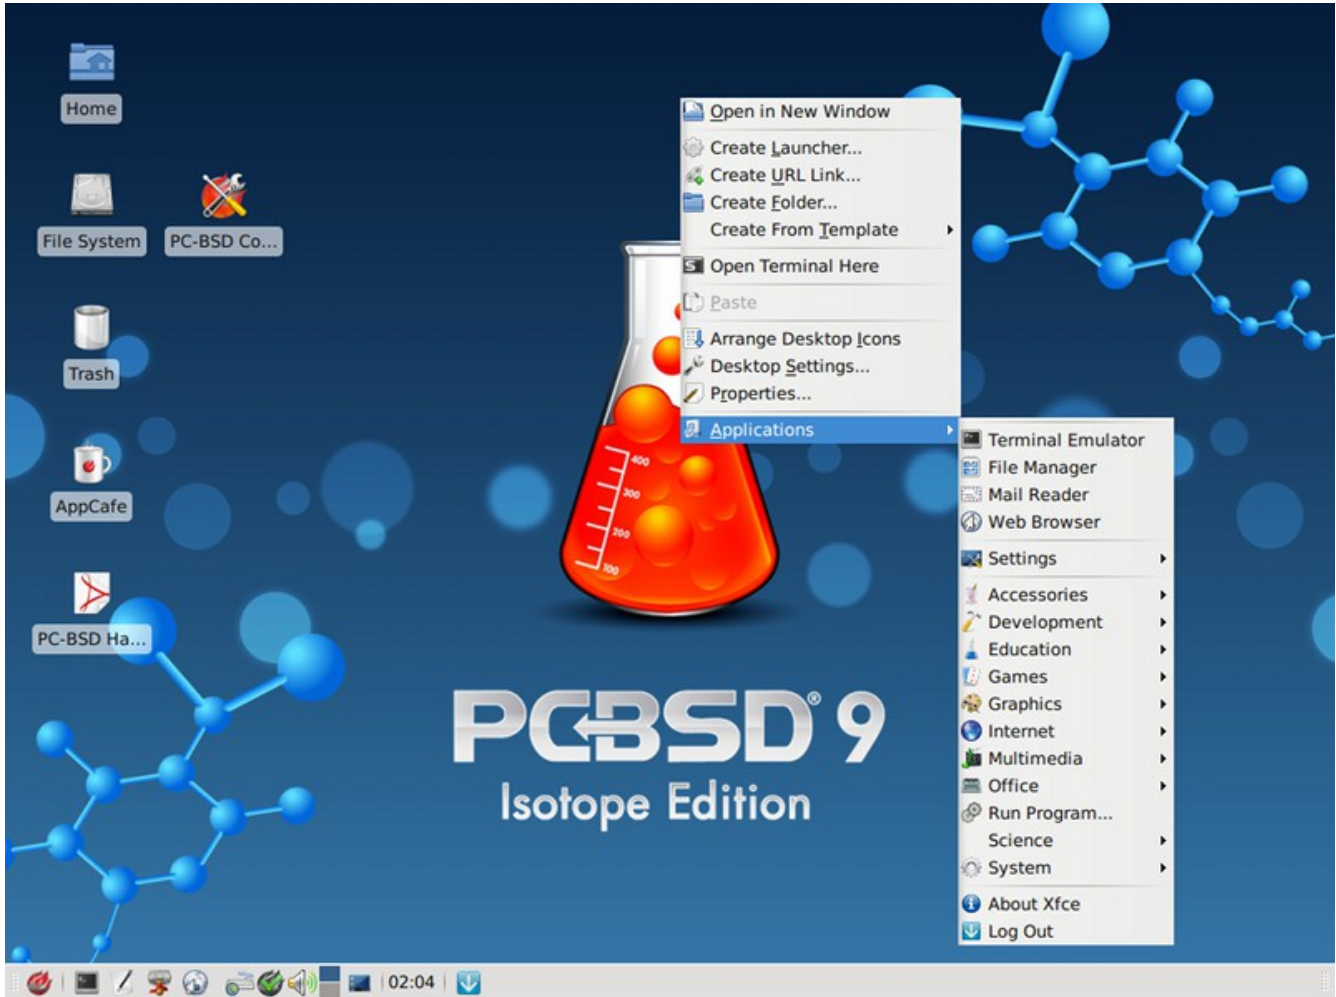 Home
File System
PC-BSD Co...
Trash
AppCafe
PC-BSD Ha...
Open in New Window
Create Launcher...
Create URL Link...
Create Folder...
Create From Template
Open Terminal Here
Paste
Arrange Desktop Icons
Desktop Settings...
Properties...
Applications
Terminal Emulator
File Manager
Mail Reader
Web Browser
Settings
Accessories
Development
Education
Games
Graphics
Internet
Multimedia
Office
Run Program...
Science
System
About Xfce
Log Out
400
300
200
100
PCBSD® 9
Isotope Edition
02:04